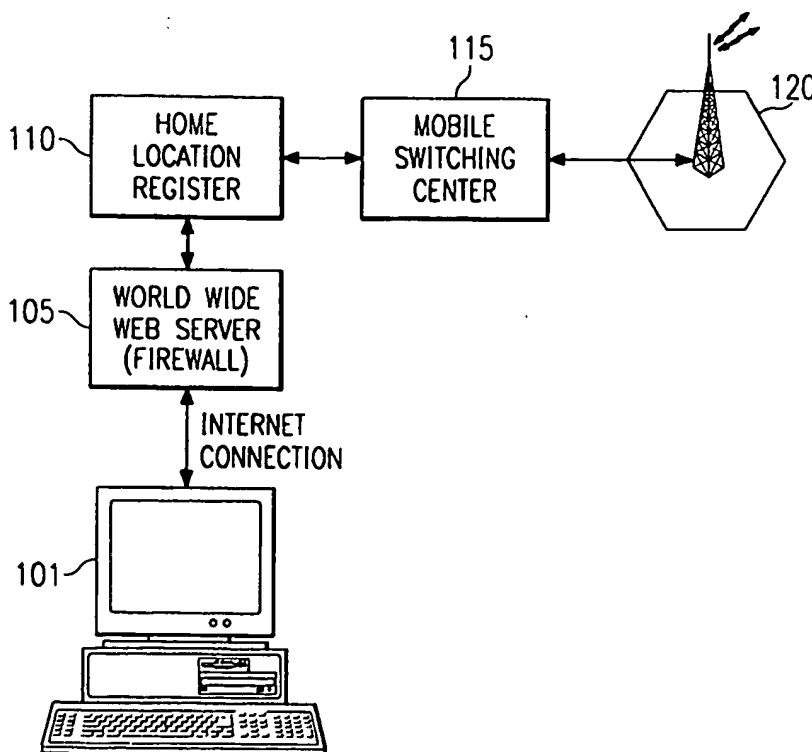 115
120
110
HOME
LOCATION
REGISTER
MOBILE
SWITCHING
CENTER
105
WORLD WIDE
WEB SERVER
(FIREWALL)
INTERNET
CONNECTION
101